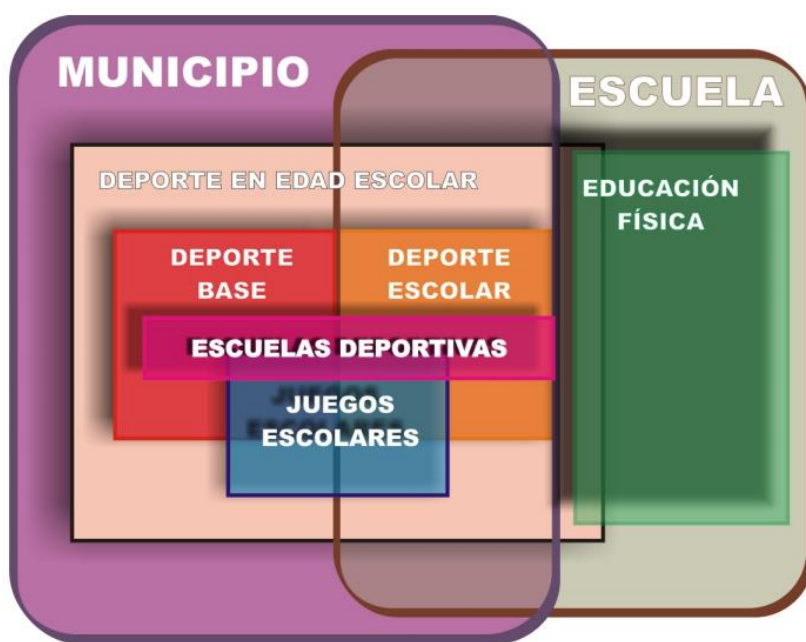 MUNICIPIO
ESCUELA
DEPORTE EN EDAD ESCOLAR
EDUCACIÓN
FÍSICA
DEPORTE
BASE
DEPORTE
ESCOLAR
ESCUELAS DEPORTIVAS
JUEGOS
ESCOLARES